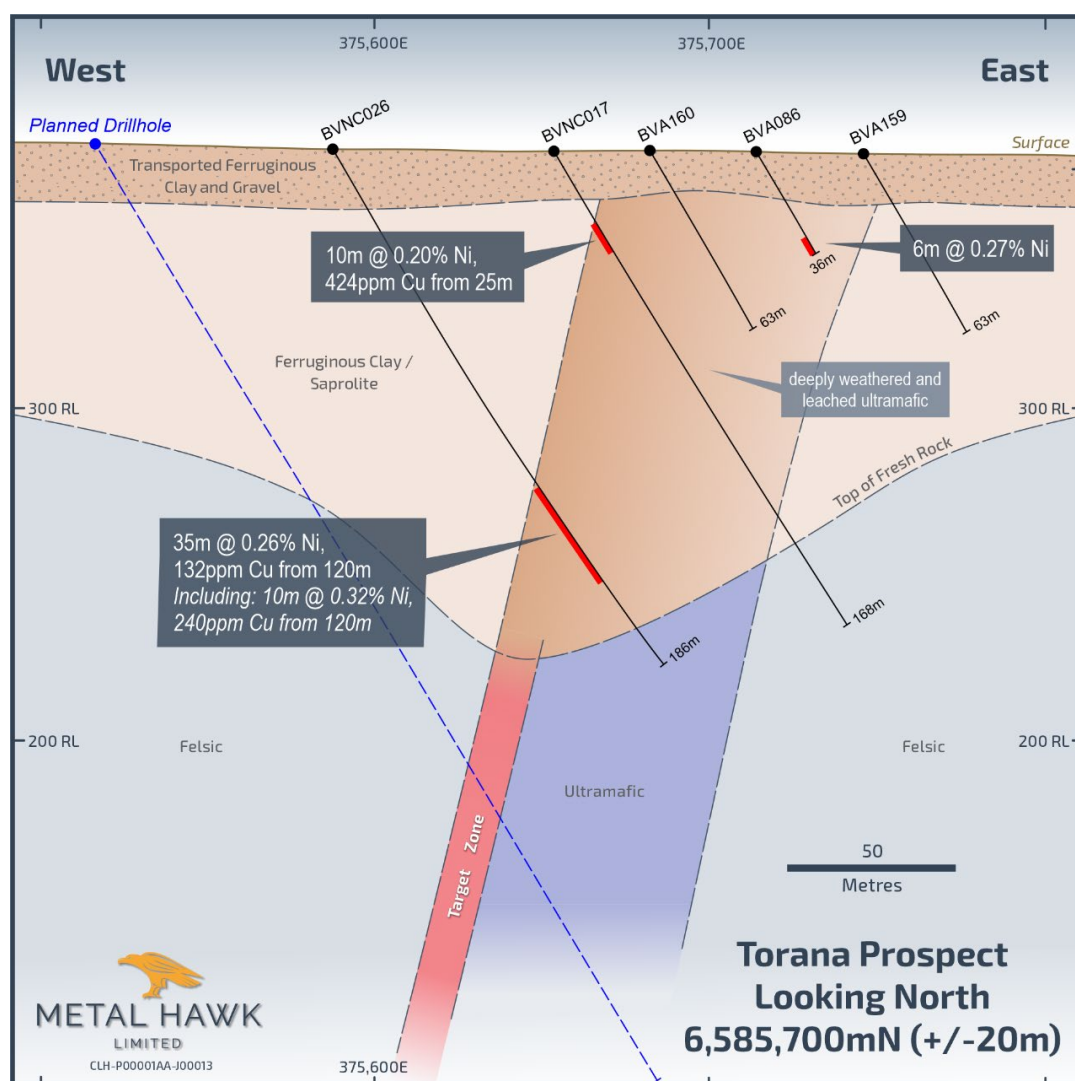 375,600E
375,700E
West
East
Planned Drillhole
BVNC026
BVNC017
BVA160
BVA086
BVA159
Surface
Transported Ferruginous
Clay and Gravel
10m @ 0.20% Ni,
424ppm Cu from 25m
6m @ 0.27% Ni
36m
63m
63m
Ferruginous Clay /
Saprolite
deeply weathered and
leached ultramafic
300 RL
300 RL
Top of Fresh Rock
35m @ 0.26% Ni,
132ppm Cu from 120m
Including: 10m @ 0.32% Ni,
240ppm Cu from 120m
168m
186m
200 RL
Felsic
Felsic
200 RL
Ultramafic
Target Zone
50
Metres
Torana Prospect
Looking North
6,585,700mN (+/-20m)
METAL HAWK
LIMITED
CLH-P00001AA-J00013
375,600E